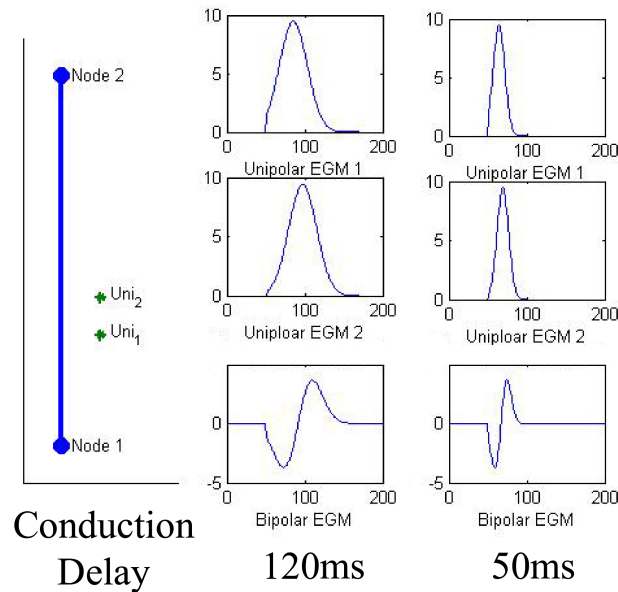 10
5
0
0 100 200
Unipolar EGM 1
10
5
0
0 100 200
Unipolar EGM 1
Node 2
10
5
0
0 100 200
Uniploar EGM 2
10
5
0
0 100 200
Uniploar EGM 2
Uni2
Uni1
Node 1
0
-5
0 100 200
Bipolar EGM
0
-5
0 100 200
Bipolar EGM
Conduction
Delay
120ms
50ms